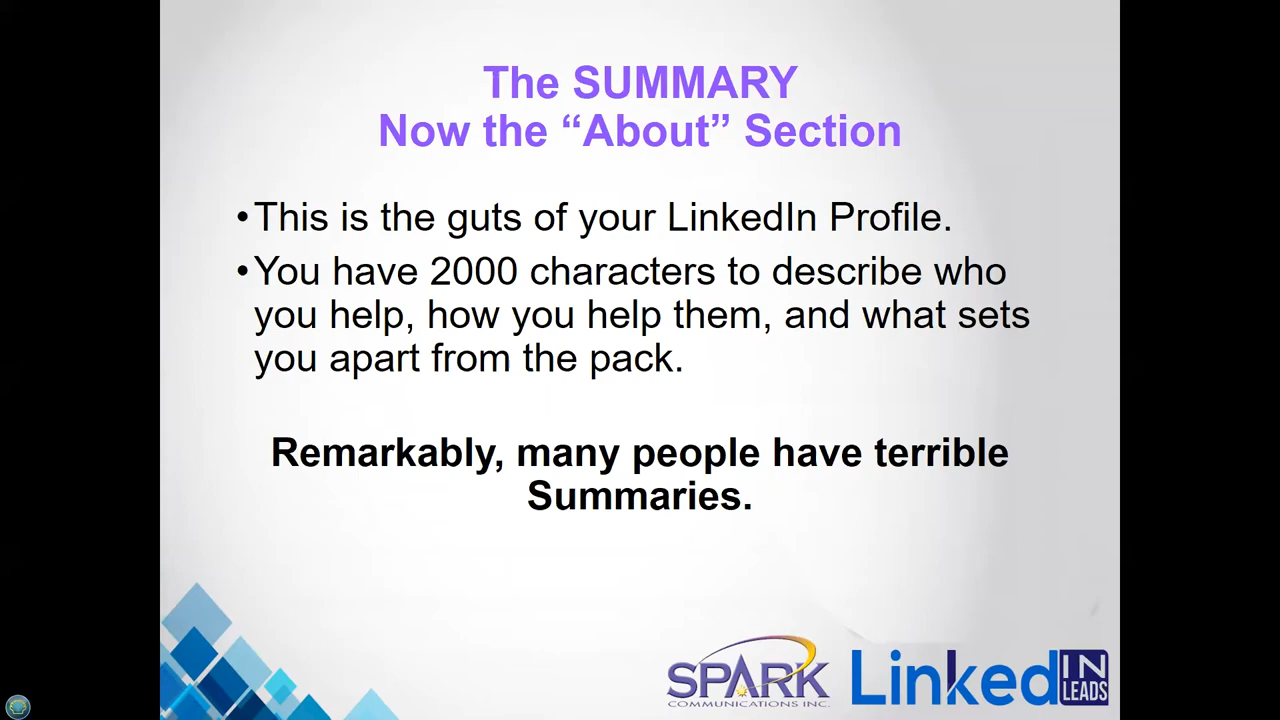 The SUMMARY
Now the “About” Section
•This is the guts of your LinkedIn Profile.
•You have 2000 characters to describe who
you help, how you help them, and what sets
you apart from the pack.
Remarkably, many people have terrible
Summaries.
SPARK
COMMUNICATIONS INC.
Linked IN
LEADS